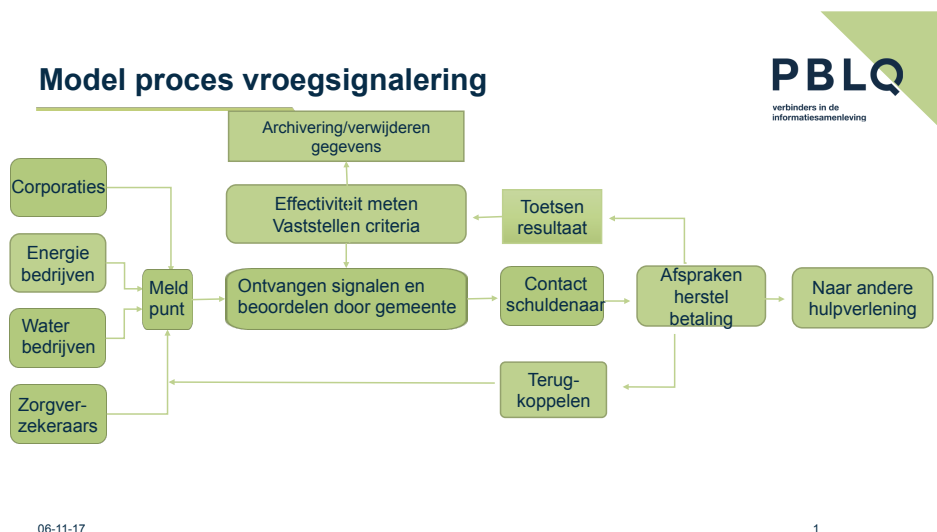 Model proces vroegsignalering
PBLQ
verbinders in de
informatiesamenleving
Archivering/verwijderen
gegevens
Corporaties
Effectiviteit meten
Vaststellen criteria
Toetsen
resultaat
Energie
bedrijven
Meld
punt
Ontvangen signalen en
beoordelen door gemeente
Contact
schuldenaar
Afspraken
herstel
betaling
Naar andere
hulpverlening
Water
bedrijven
Terug-
koppelen
Zorgver-
zekeraars
06-11-17
1